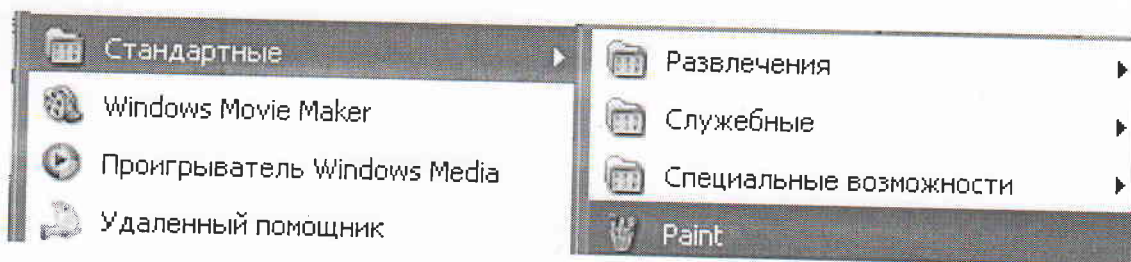 Стандартные
Windows Movie Maker
Проигрыватель Windows Media
Удаленный помощник
Развлечения
Служебные
Специальные возможности
Paint